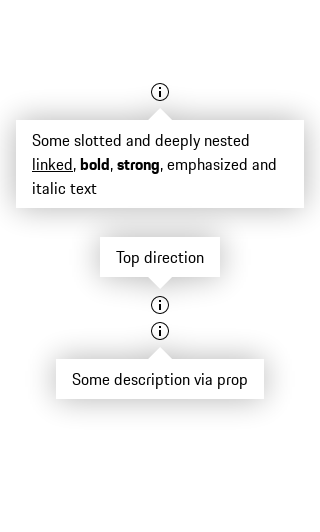 Some slotted and deeply nested
linked, bold, strong, emphasized and
italic text
Top direction
Some description via prop